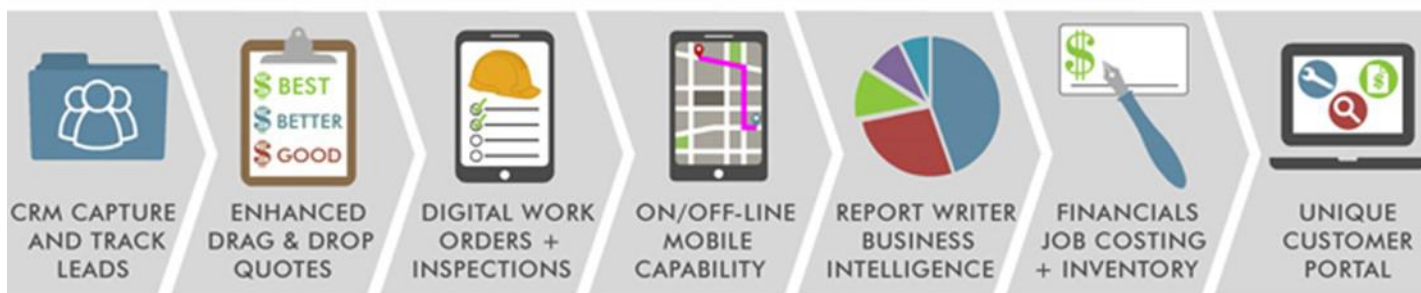 CRM CAPTURE
AND TRACK
LEADS
$ BEST
$ BETTER
$ GOOD
ENHANCED
DRAG & DROP
QUOTES
DIGITAL WORK
ORDERS +
INSPECTIONS
ON/OFF-LINE
MOBILE
CAPABILITY
REPORT WRITER
BUSINESS
INTELLIGENCE
$
FINANCIALS
JOB COSTING
+ INVENTORY
$
UNIQUE
CUSTOMER
PORTAL